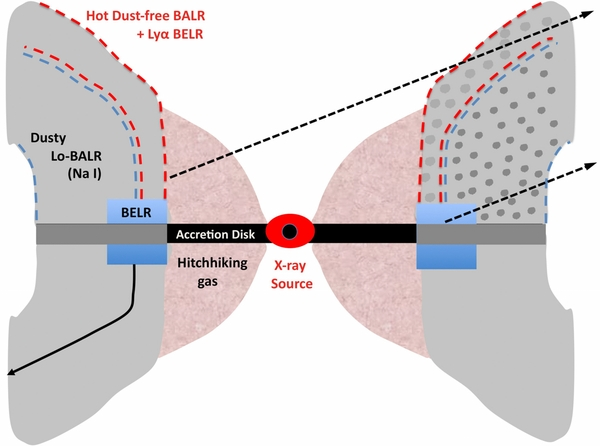 Hot Dust-free BALR
+ Lyα BELR
Dusty
Lo-BALR
(Na I)
BELR
Accretion Disk
Hitchhiking
gas
X-ray
Source